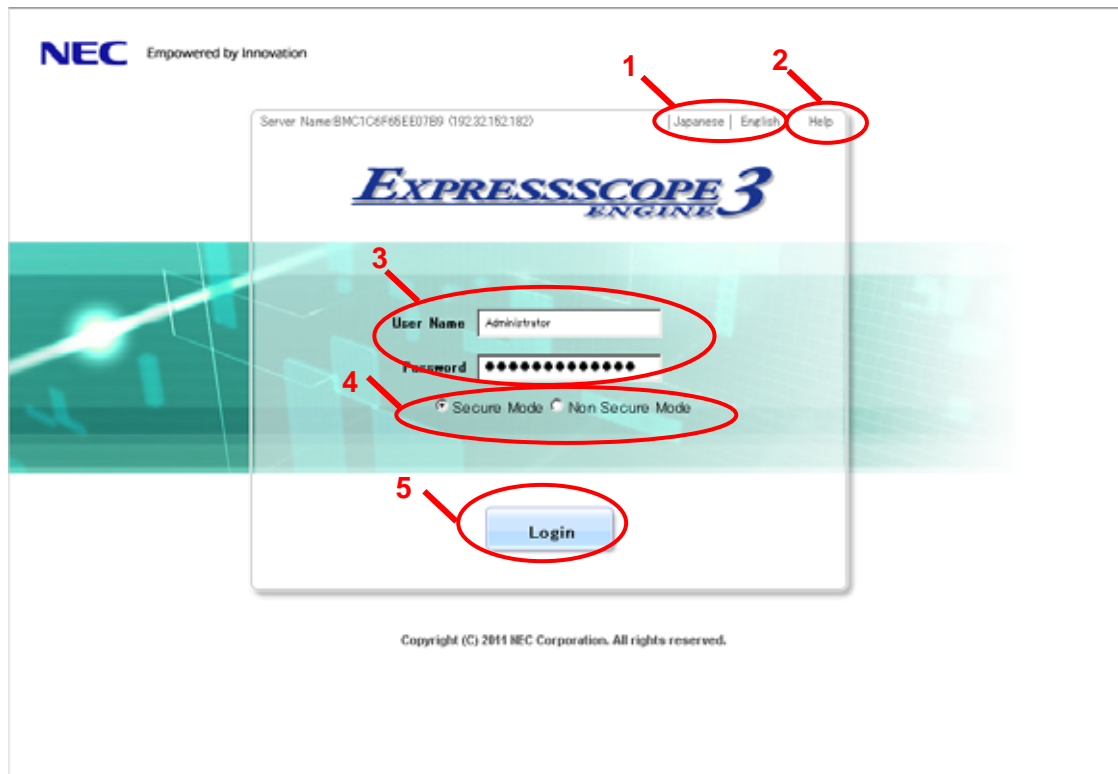 NEC Empowered by Innovation
1
2
Server Name:BMC1C6F65EE07B9 (192.32.152.182) | Japanese | English Help
EXPRESSSCOPE 3
ENGINE
3
User Name Administrator
Password ●●●●●●●●●●●●●
4
Secure Mode Non Secure Mode
5
Login
Copyright (C) 2011 NEC Corporation. All rights reserved.